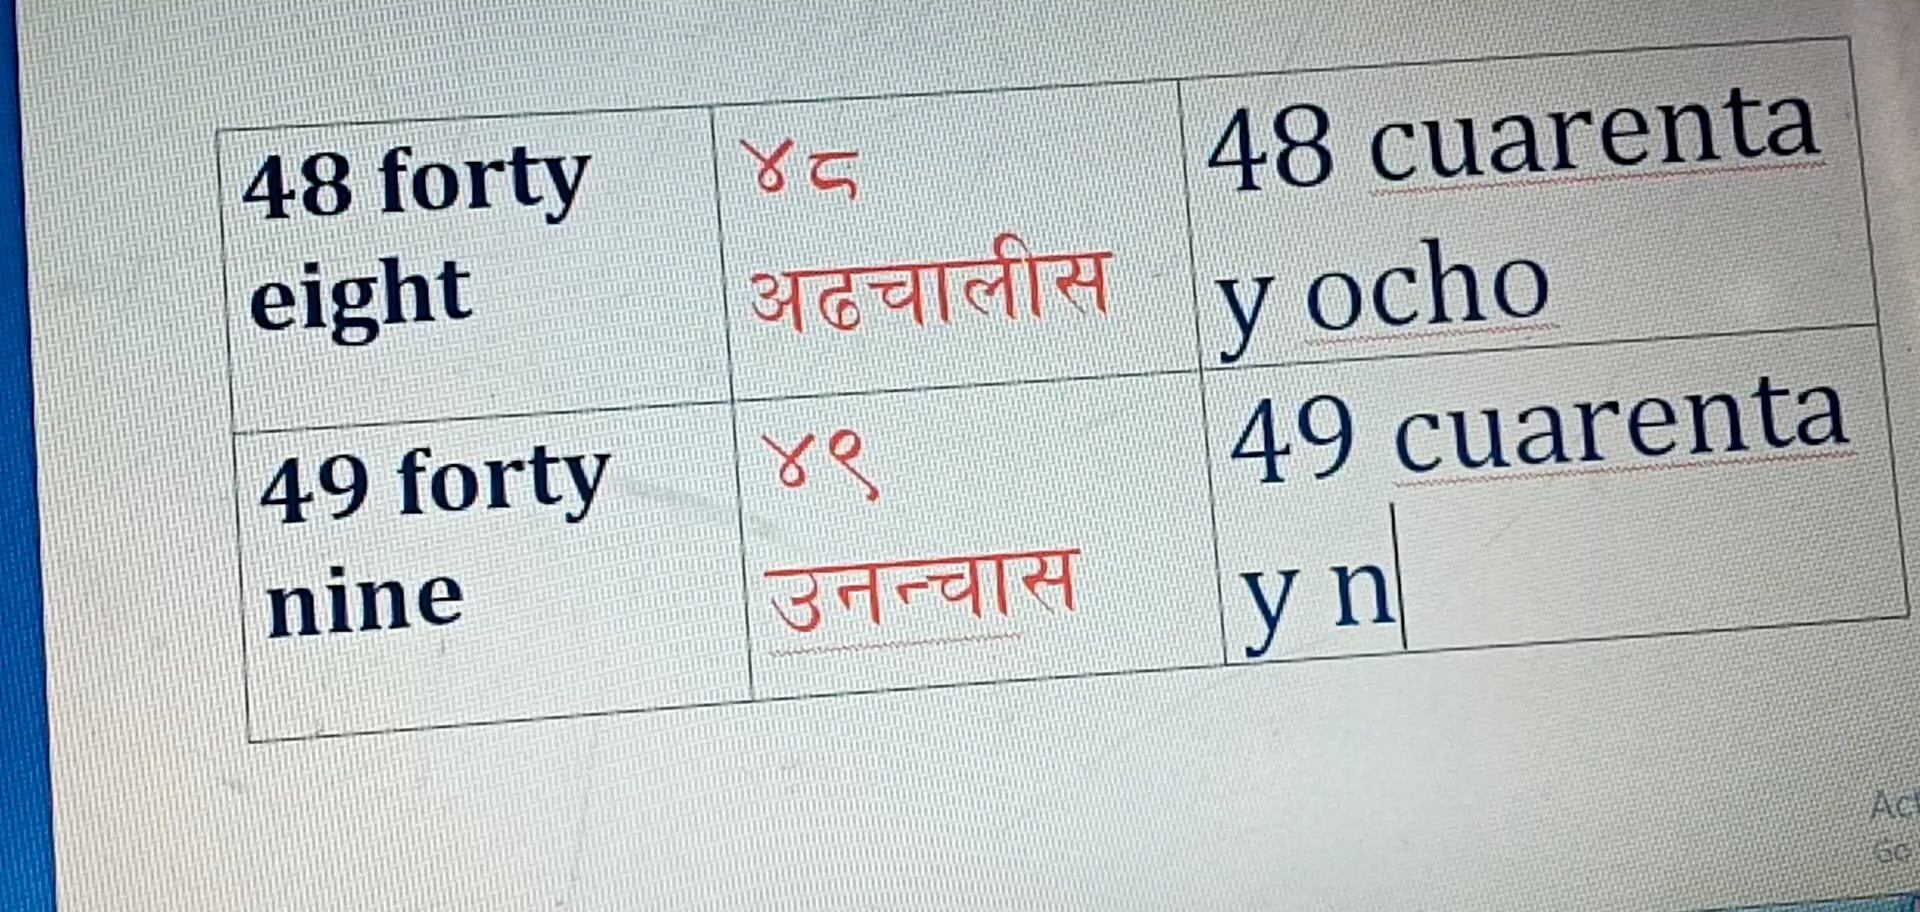 48 forty
eight
४८
अढचालीस
48 cuarenta
y ocho
49 forty
nine
४९
उनन्चास
49 cuarenta
y n